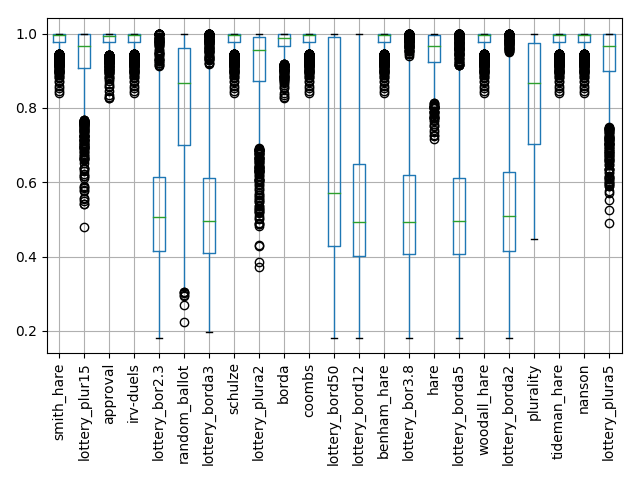 1.0
0.8
0.6
0.4
0.2
smith_hare
lottery_plur15
approval
irv-duels
lottery_bor2.3
random_ballot
lottery_borda3
schulze
lottery_plura2
borda
coombs
lottery_bord50
lottery_bord12
benham_hare
lottery_bor3.8
hare
lottery_borda5
woodall_hare
lottery_borda2
plurality
tideman_hare
nanson
lottery_plura5